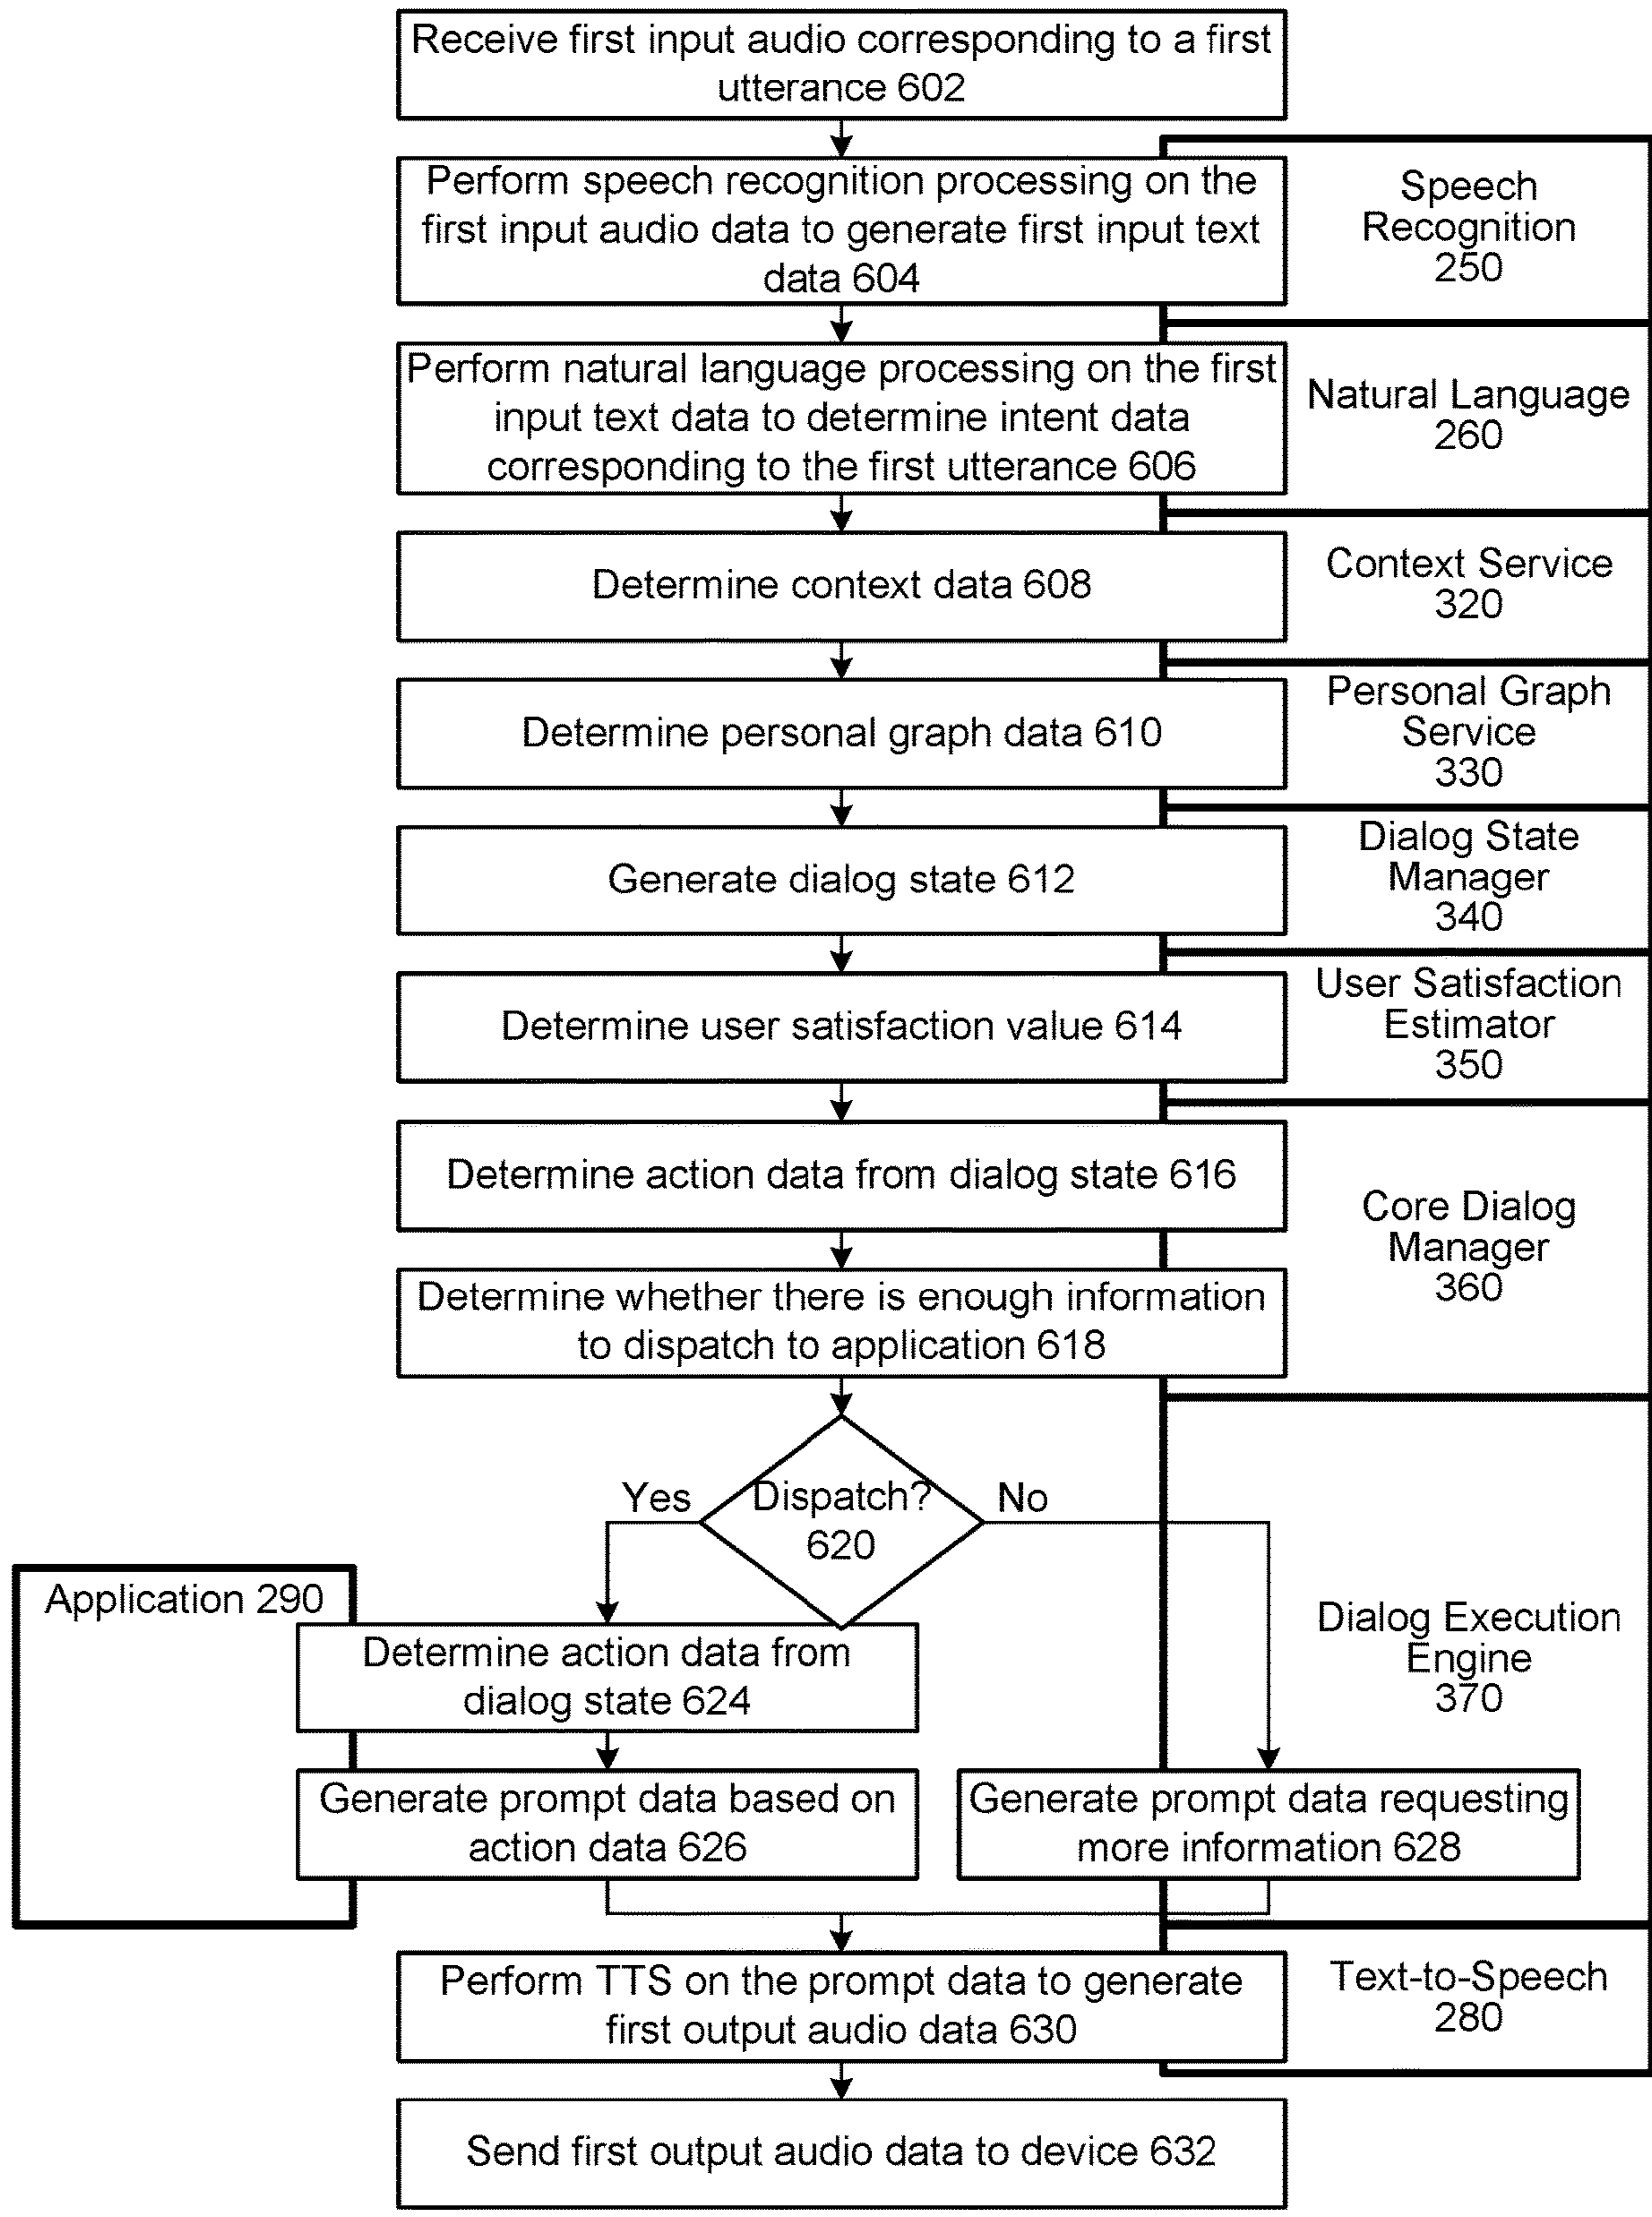 Receive first input audio corresponding to a first
utterance 602
Perform speech recognition processing on the
first input audio data to generate first input text
data 604
Speech
Recognition
250
Perform natural language processing on the first
input text data to determine intent data
corresponding to the first utterance 606
Natural Language
260
Determine context data 608
Context Service
320
Determine personal graph data 610
Personal Graph
Service
330
Generate dialog state 612
Dialog State
Manager
340
Determine user satisfaction value 614
User Satisfaction
Estimator
350
Determine action data from dialog state 616
Determine whether there is enough information
to dispatch to application 618
Core Dialog
Manager
360
Dispatch?
620
Yes
No
Application 290
Determine action data from
dialog state 624
Generate prompt data based on
action data 626
Dialog Execution
Engine
370
Generate prompt data requesting
more information 628
Perform TTS on the prompt data to generate
first output audio data 630
Text-to-Speech
280
Send first output audio data to device 632